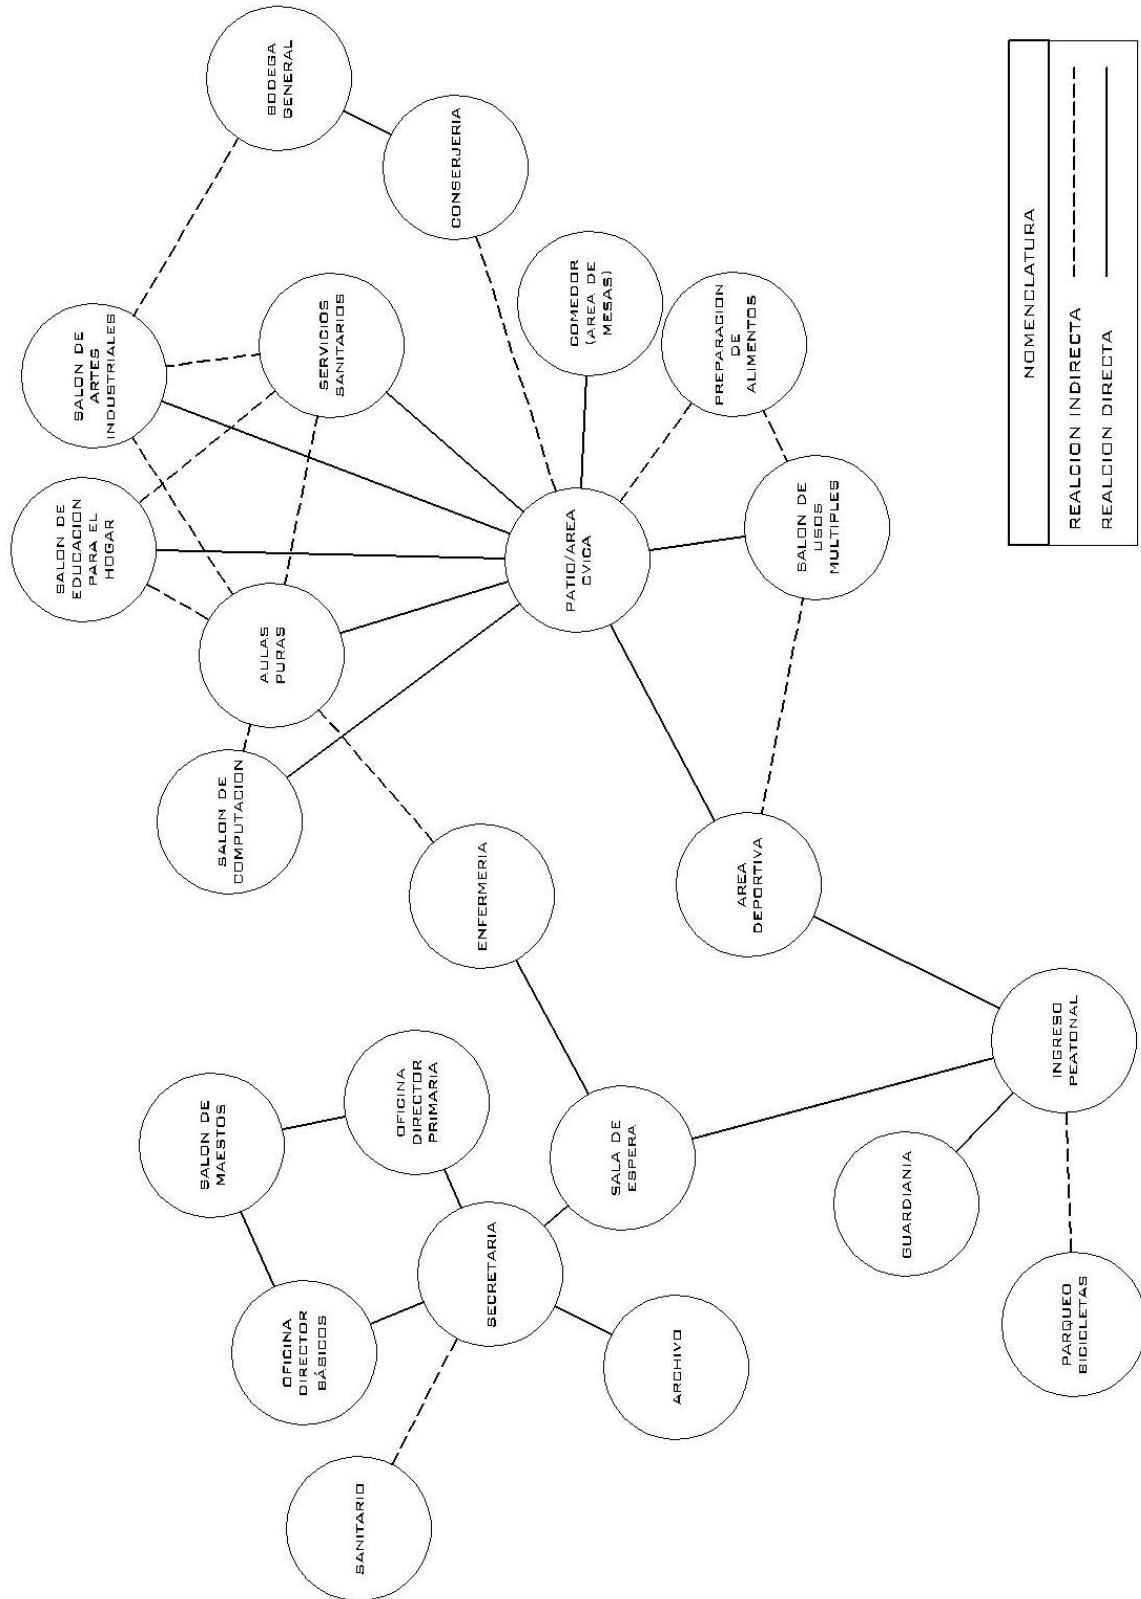 SALON DE
EDUCACION
PARA EL
HOGAR
SALON DE
ARTES
INDUSTRIALES
SALON DE
MAESTOS
SALON DE
COMPUTACION
AULAS
PURAS
BODEGA
GENERAL
OFICINA
DIRECTOR
BÁSICOS
SERVICIOS
SANITARIOS
SANITARIO
OFICINA
DIRECTOR
PRIMARIA
CONSERJERIA
ENFERMERIA
SECRETARIA
PATIO/AREA
CVICA
COMEDOR
(AREA DE
MESAS)
SALA DE
ESPERA
ARCHIVO
PREPARACION
DE
ALIMENTOS
AREA
DEPORTIVA
SALON DE
USOS
MULTIPLES
GUARDIANIA
INGRESO
PEATONAL
PARQUEO
BICICLETAS
NOMENCLATURA
REALCION INDIRECTA
REALCION DIRECTA